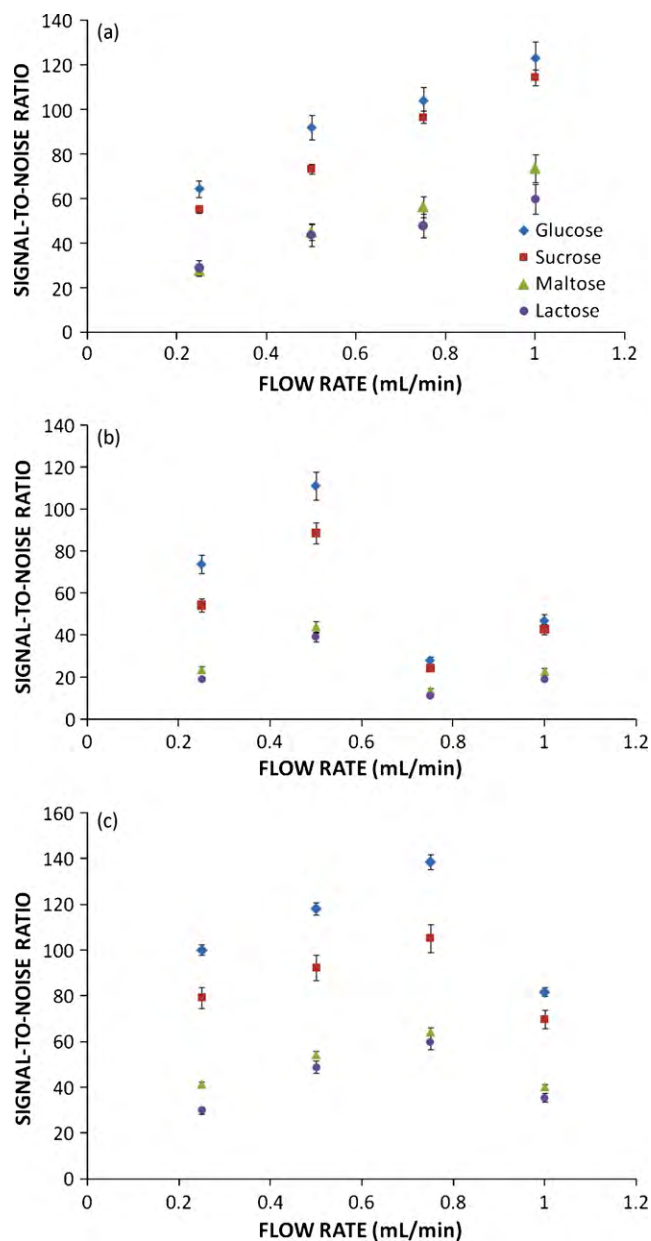 (a)
140
120
100
80
60
40
20
0
SIGNAL-TO-NOISE RATIO
Glucose
Sucrose
Maltose
Lactose
0 0.2 0.4 0.6 0.8 1 1.2
FLOW RATE (mL/min)
(b)
140
120
100
80
60
40
20
0
SIGNAL-TO-NOISE RATIO
0 0.2 0.4 0.6 0.8 1 1.2
FLOW RATE (mL/min)
(c)
160
140
120
100
80
60
40
20
0
SIGNAL-TO-NOISE RATIO
0 0.2 0.4 0.6 0.8 1 1.2
FLOW RATE (mL/min)